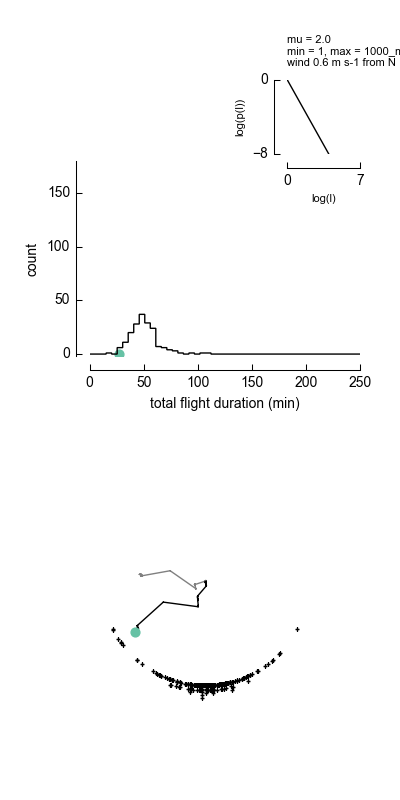 mu = 2.0
min = 1, max = 1000_m
wind 0.6 m s-1 from N
0
log(p(l))
−8
0
7
log(l)
150
100
count
50
0
0
50
100
150
200
250
total flight duration (min)